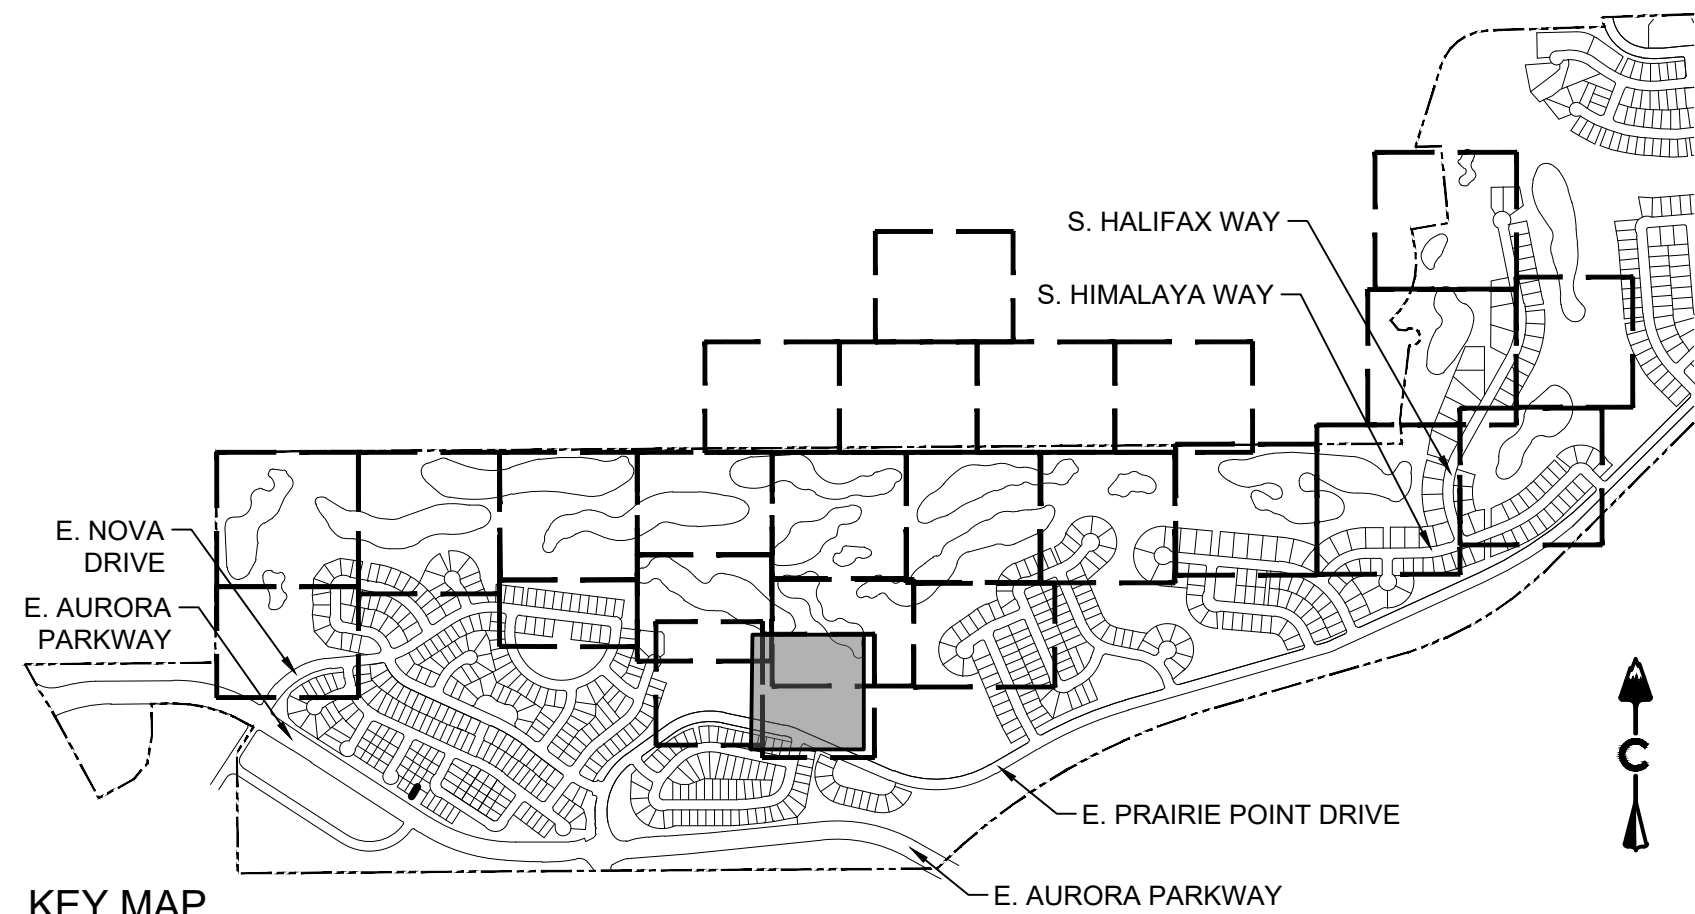 S. HALIFAX WAY
S. HIMALAYA WAY
E. NOVA
DRIVE
E. AURORA
PARKWAY
C
E. PRAIRIE POINT DRIVE
E. AURORA PARKWAY
KEY MAP